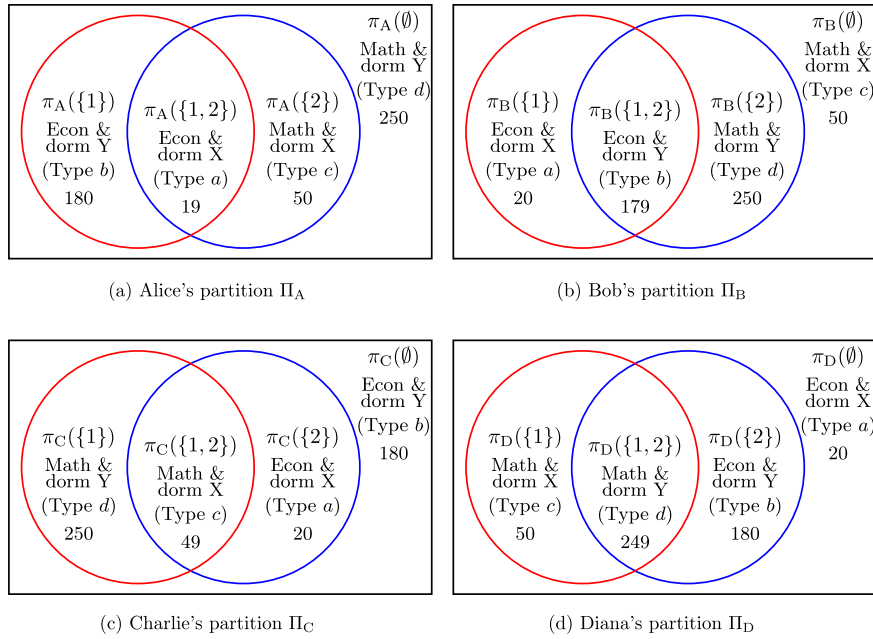 π_A(∅)
Math &
dorm Y
(Type d)
250
π_A({1})
Econ &
dorm Y
(Type b)
180
π_A({1, 2})
Econ &
dorm X
(Type a)
19
π_A({2})
Math &
dorm X
(Type c)
50
(a) Alice's partition Π_A
π_B(∅)
Math &
dorm X
(Type c)
50
π_B({1})
Econ &
dorm X
(Type a)
20
π_B({1, 2})
Econ &
dorm Y
(Type b)
179
π_B({2})
Math &
dorm Y
(Type d)
250
(b) Bob's partition Π_B
π_C(∅)
Econ &
dorm Y
(Type b)
180
π_C({1})
Math &
dorm Y
(Type d)
250
π_C({1, 2})
Math &
dorm X
(Type c)
49
π_C({2})
Econ &
dorm X
(Type a)
20
(c) Charlie's partition Π_C
π_D(∅)
Econ &
dorm X
(Type a)
20
π_D({1})
Math &
dorm X
(Type c)
50
π_D({1, 2})
Math &
dorm Y
(Type d)
249
π_D({2})
Econ &
dorm Y
(Type b)
180
(d) Diana's partition Π_D